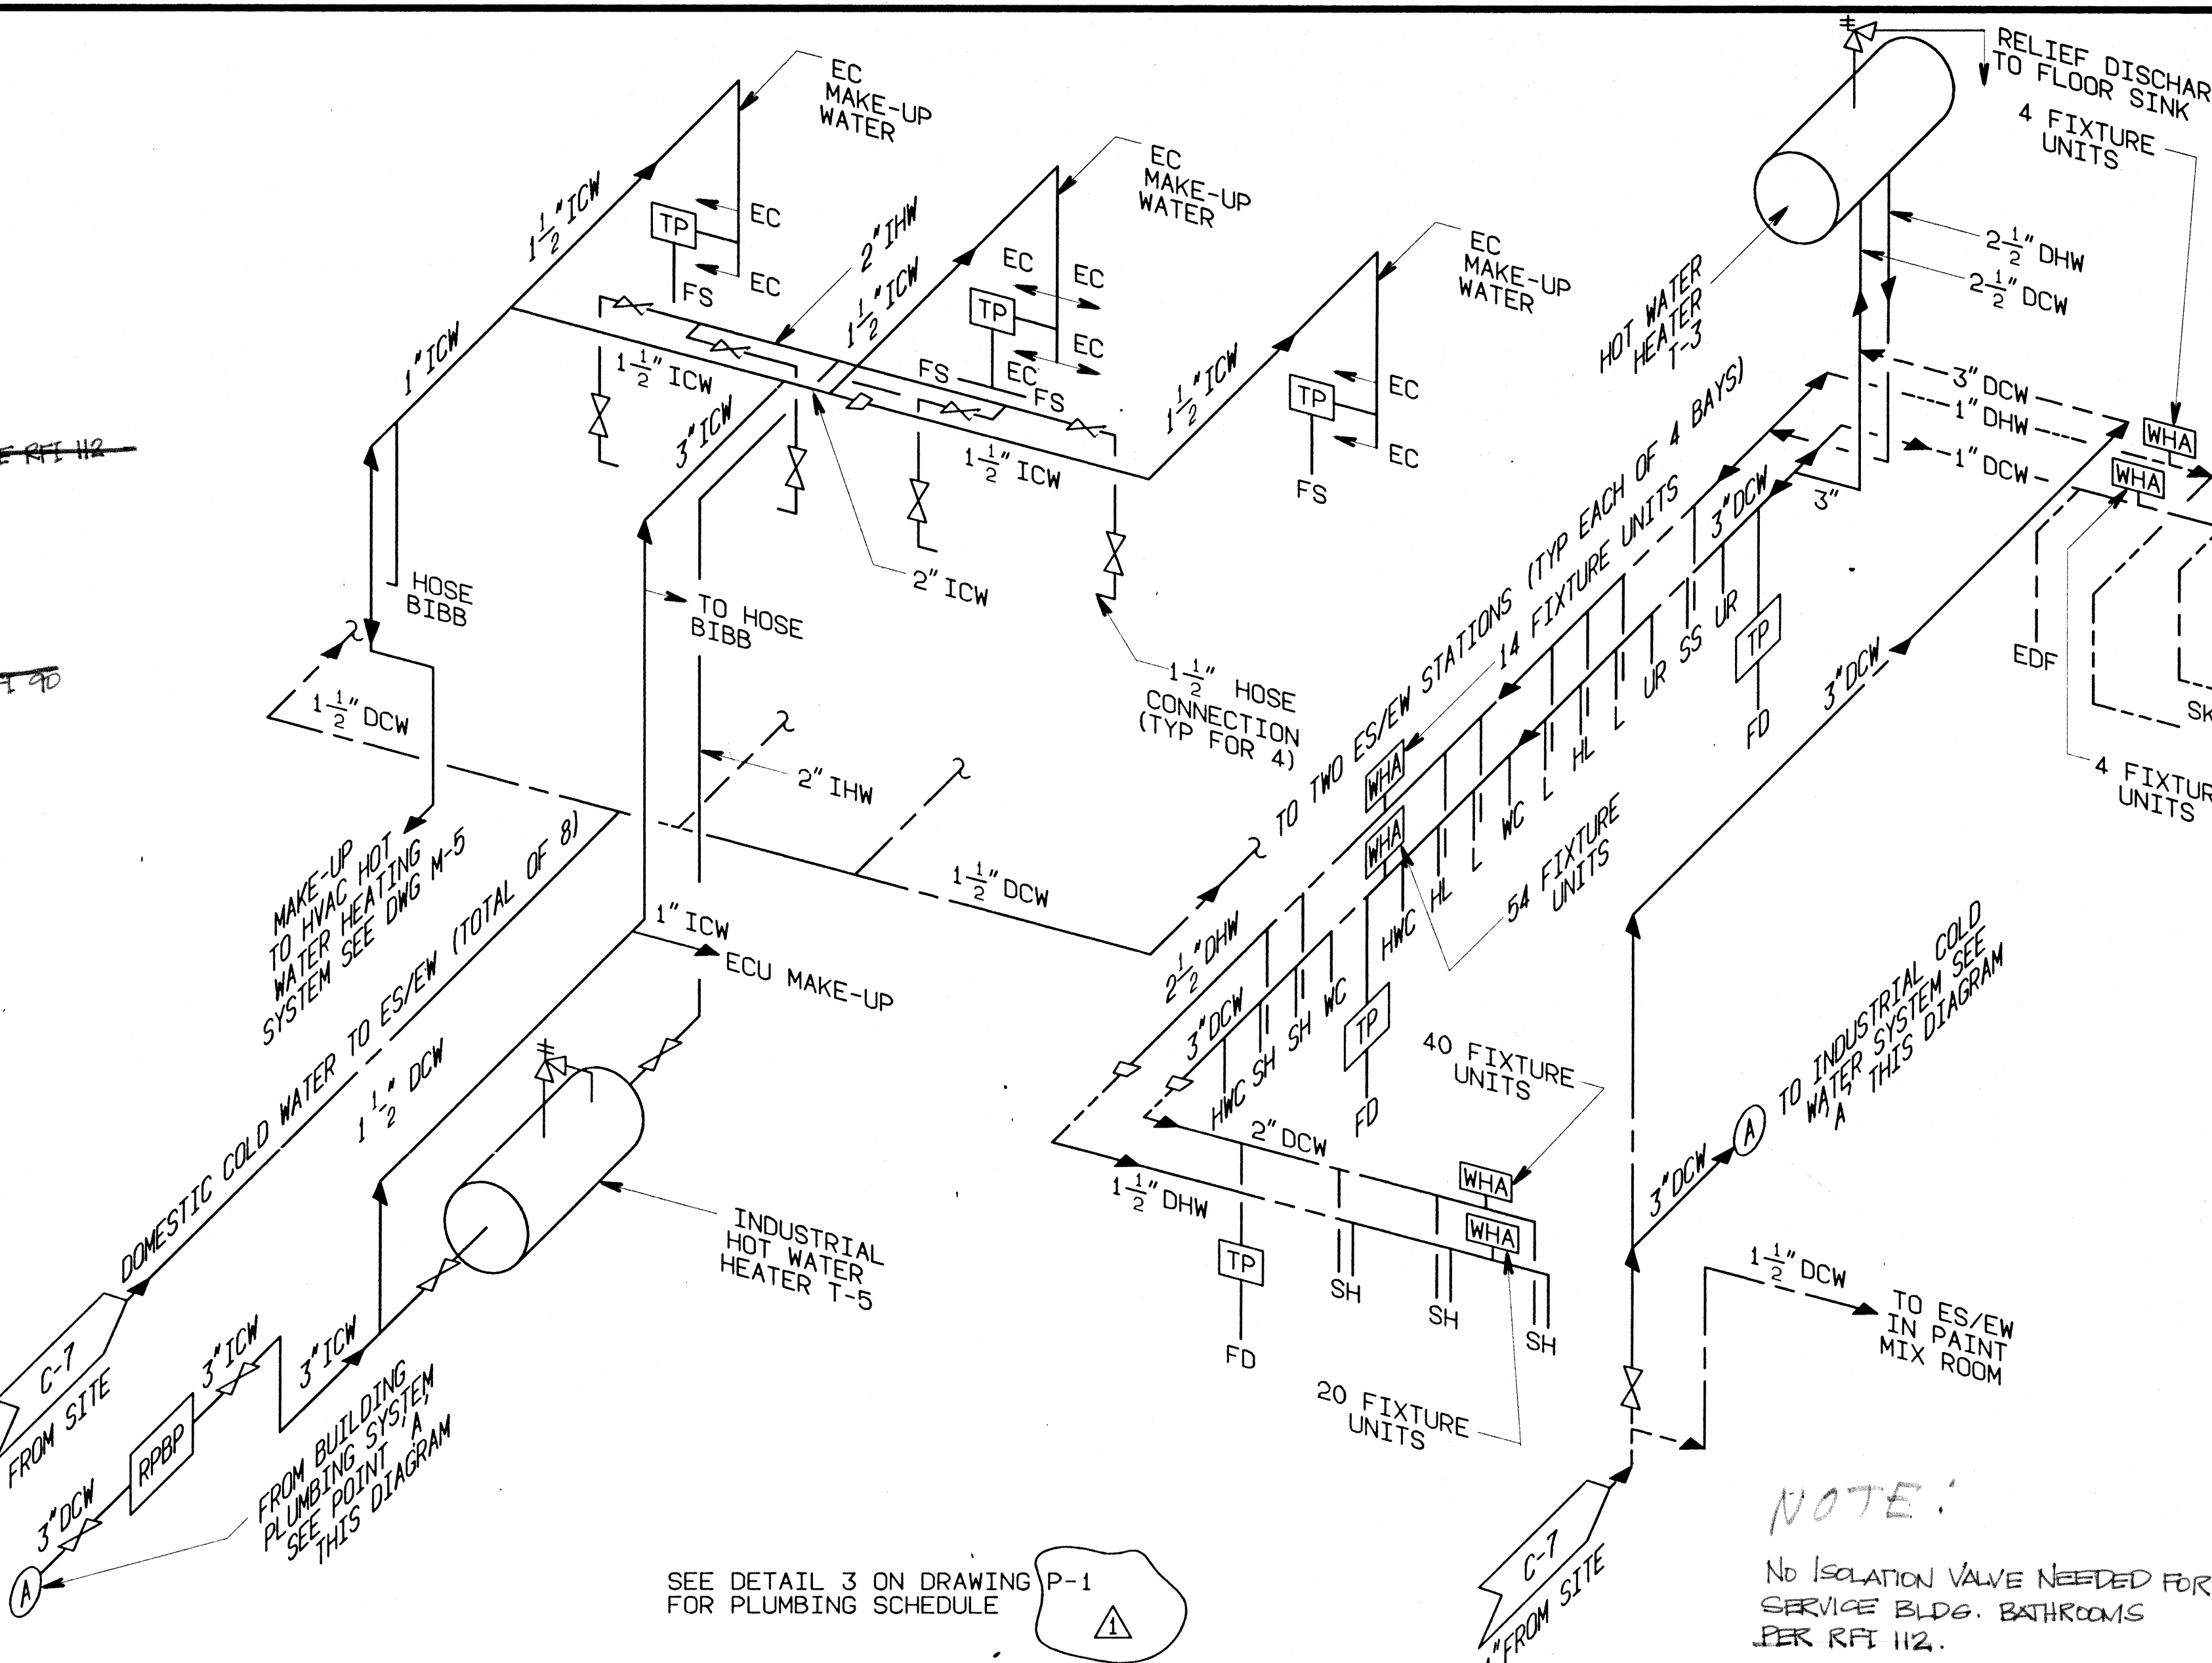 EC
MAKE-UP
WATER
EC
MAKE-UP
WATER
EC
MAKE-UP
WATER
RELIEF DISCHAR
TO FLOOR SINK
4 FIXTURE
UNITS
1 1/2" ICW
TP
EC
EC
FS
2" IHW
1 1/2" ICW
EC
EC
TP
EC
EC
FS
FS
1" ICW
1 1/2" ICW
3" ICW
1 1/2" ICW
1 1/2" ICW
TP
EC
EC
FS
2" ICW
2 1/2" DHW
2 1/2" DCW
HOT WATER
HEATER
T-3
3" DCW
1" DHW
1" DCW
WHA
WHA
3"
3" DCW
RFI 112
90
HOSE
BIBB
TO HOSE
BIBB
1 1/2" HOSE
CONNECTION
(TYP FOR 4)
TO TWO ES/EW STATIONS (TYP EACH OF 4 BAYS)
14 FIXTURE UNITS
EDF
SK
4 FIXTUR
UNITS
1 1/2" DCW
2" IHW
1 1/2" DCW
MAKE-UP
TO HVAC HOT
WATER HEATING
SYSTEM SEE DWG M-5
WHA
WHA
HWC
HL
L
WC
L
HL
L
UR
SS
UR
TP
FD
54 FIXTURE
UNITS
3" DCW
DOMESTIC COLD WATER TO ES/EW (TOTAL OF 8)
1 1/2" DCW
1" ICW
ECU MAKE-UP
2 1/2" DHW
3" DCW
HWC
SH
SH
WC
TP
FD
40 FIXTURE
UNITS
TO INDUSTRIAL COLD
WATER SYSTEM SEE
'A' THIS DIAGRAM
A
3" DCW
INDUSTRIAL
HOT WATER
HEATER T-5
2" DCW
1 1/2" DHW
WHA
WHA
TP
FD
SH
SH
SH
20 FIXTURE
UNITS
1 1/2" DCW
TO ES/EW
IN PAINT
MIX ROOM
C-7
FROM SITE
3" ICW
3" ICW
RPBP
3" DCW
A
FROM BUILDING
PLUMBING SYSTEM,
SEE POINT 'A'
THIS DIAGRAM
SEE DETAIL 3 ON DRAWING P-1
FOR PLUMBING SCHEDULE
1
C-7
FROM SITE
NOTE:
NO ISOLATION VALVE NEEDED FOR
SERVICE BLDG. BATHROOMS
PER RFI 112.